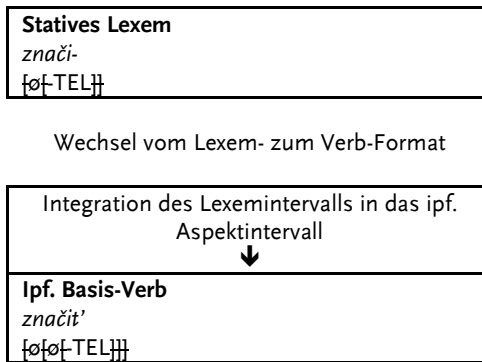 Statives Lexem
znači-
[ø[-TEL]]
Wechsel vom Lexem- zum Verb-Format
Integration des Lexemintervalls in das ipf.
Aspektintervall
🡻
Ipf. Basis-Verb
značit’
[ø[ø[-TEL]]]